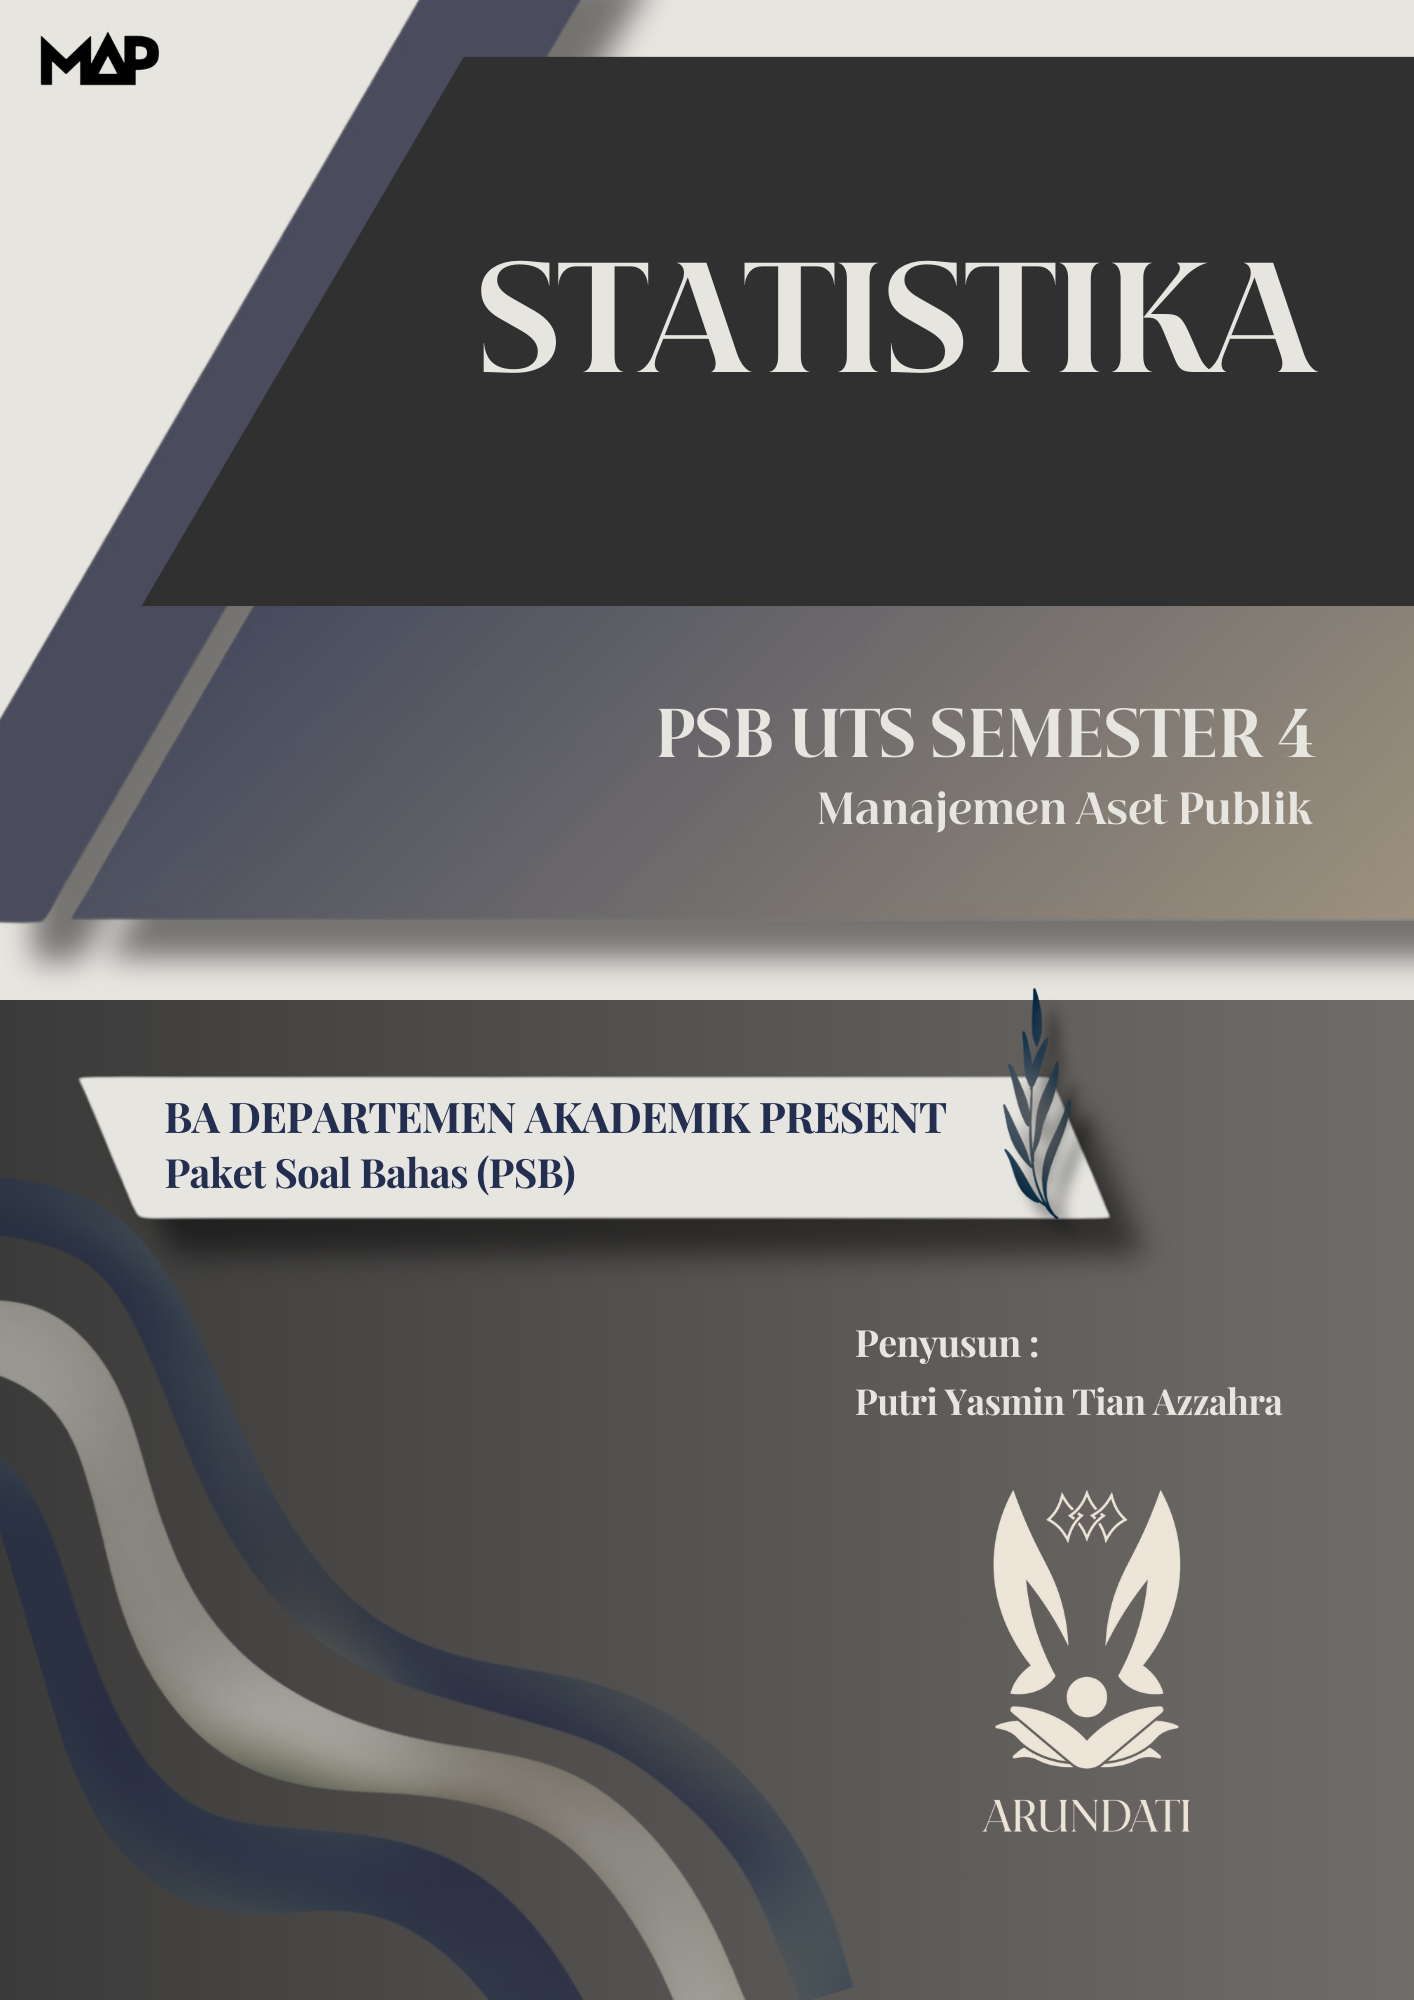 MAP
STATISTIKA
PSB UTS SEMESTER 4
Manajemen Aset Publik
BA DEPARTEMEN AKADEMIK PRESENT
Paket Soal Bahas (PSB)
Penyusun :
Putri Yasmin Tian Azzahra
ARUNDATI